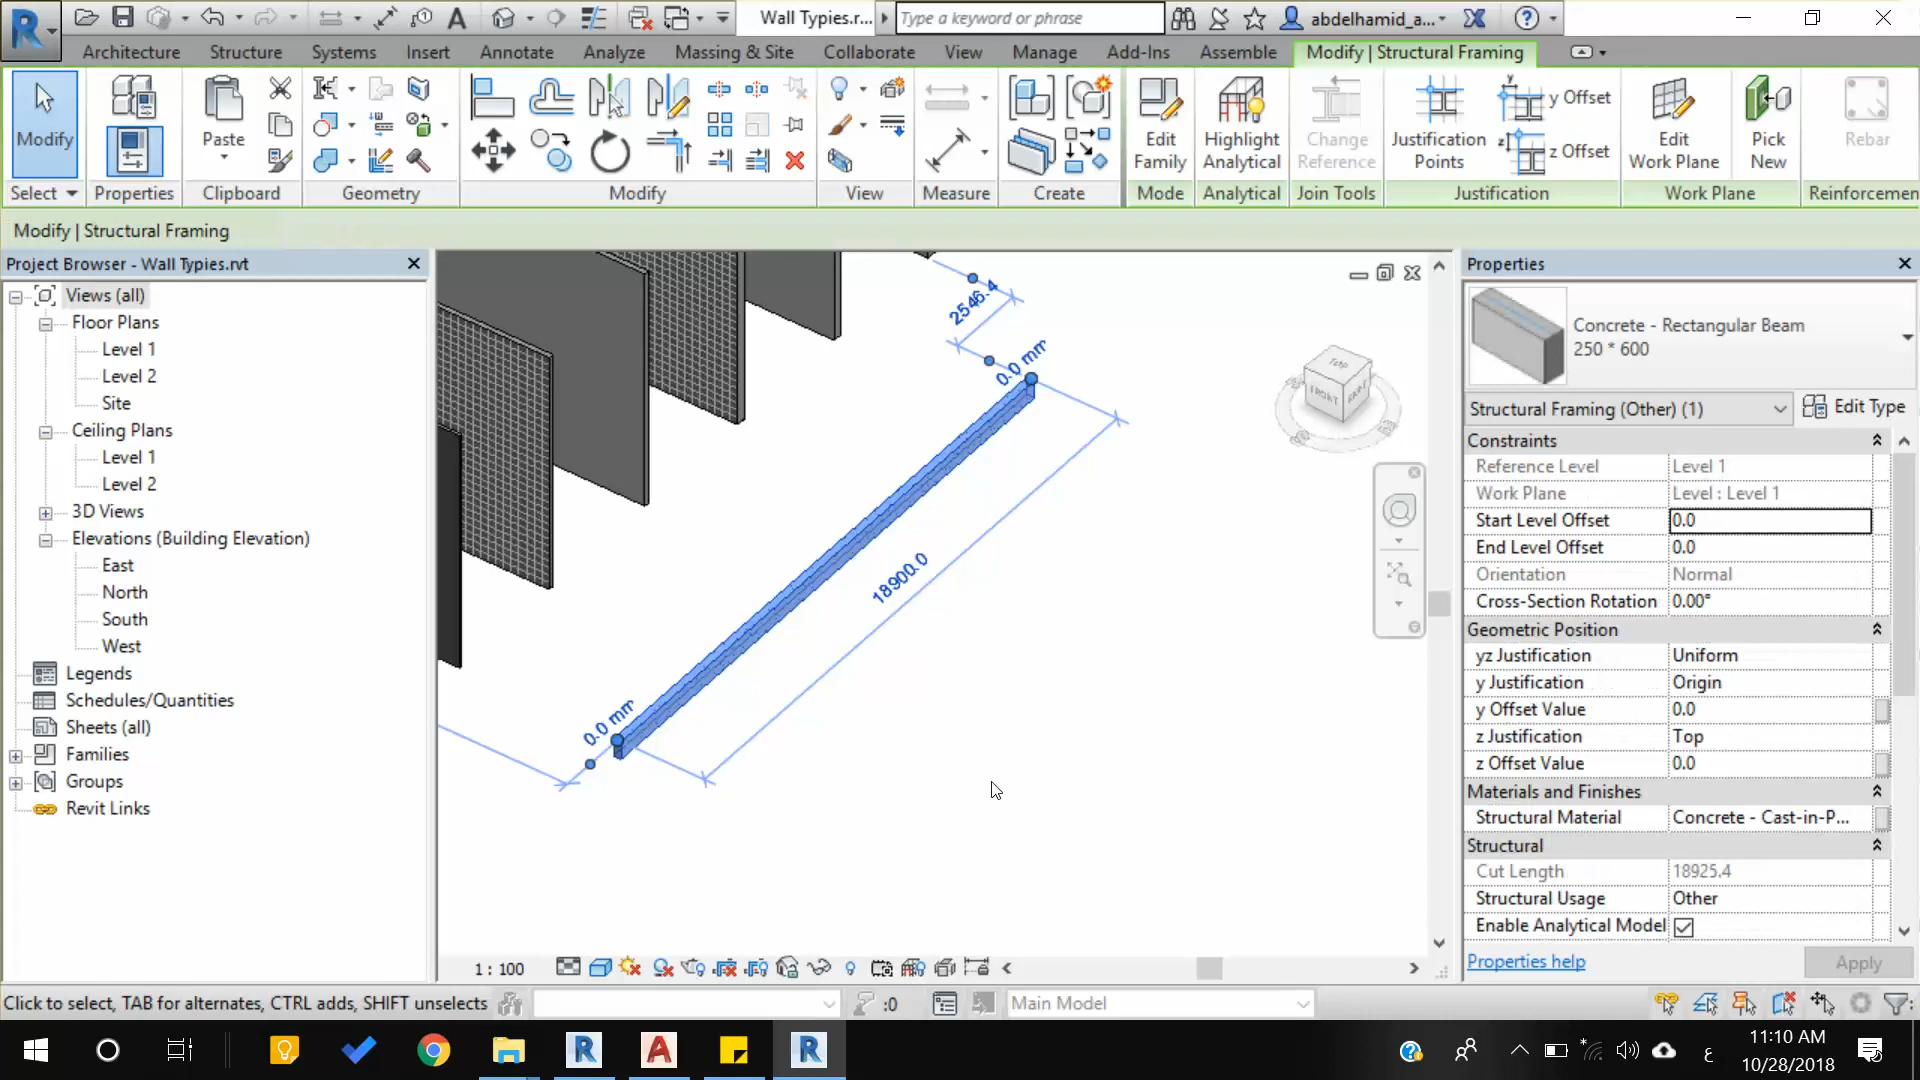 Wall Typies.r...
Type a keyword or phrase
abdelhamid_a...
Architecture
Structure
Systems
Insert
Annotate
Analyze
Massing & Site
Collaborate
View
Manage
Add-Ins
Assemble
Modify | Structural Framing
Modify
Paste
Edit
Family
Highlight
Analytical
Change
Reference
Justification
Points
y Offset
z Offset
Edit
Work Plane
Pick
New
Rebar
Select
Properties
Clipboard
Geometry
Modify
View
Measure
Create
Mode
Analytical
Join Tools
Justification
Work Plane
Reinforcemen
Modify | Structural Framing
Project Browser - Wall Typies.rvt
Views (all)
Floor Plans
Level 1
Level 2
Site
Ceiling Plans
Level 1
Level 2
3D Views
Elevations (Building Elevation)
East
North
South
West
Legends
Schedules/Quantities
Sheets (all)
Families
Groups
Revit Links
2546.4
0.0 mm
18900.0
0.0 mm
FRONT
Properties
Concrete - Rectangular Beam
250 * 600
Structural Framing (Other) (1)
Edit Type
Constraints
Reference Level Level 1
Work Plane Level : Level 1
Start Level Offset 0.0
End Level Offset 0.0
Orientation Normal
Cross-Section Rotation 0.00°
Geometric Position
yz Justification Uniform
y Justification Origin
y Offset Value 0.0
z Justification Top
z Offset Value 0.0
Materials and Finishes
Structural Material Concrete - Cast-in-P...
Structural
Cut Length 18925.4
Structural Usage Other
Enable Analytical Model
Properties help
Apply
1 : 100
Click to select, TAB for alternates, CTRL adds, SHIFT unselects
:0
Main Model
:0
ع
11:10 AM
10/28/2018